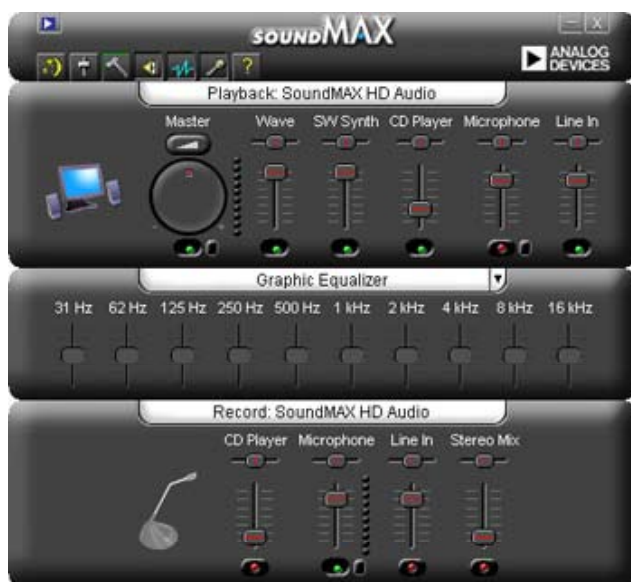 SOUNDMAX
ANALOG
DEVICES
Playback: SoundMAX HD Audio
Master Wave SW Synth CD Player Microphone Line In
Graphic Equalizer
31 Hz 62 Hz 125 Hz 250 Hz 500 Hz 1 kHz 2 kHz 4 kHz 8 kHz 16 kHz
Record: SoundMAX HD Audio
CD Player Microphone Line In Stereo Mix